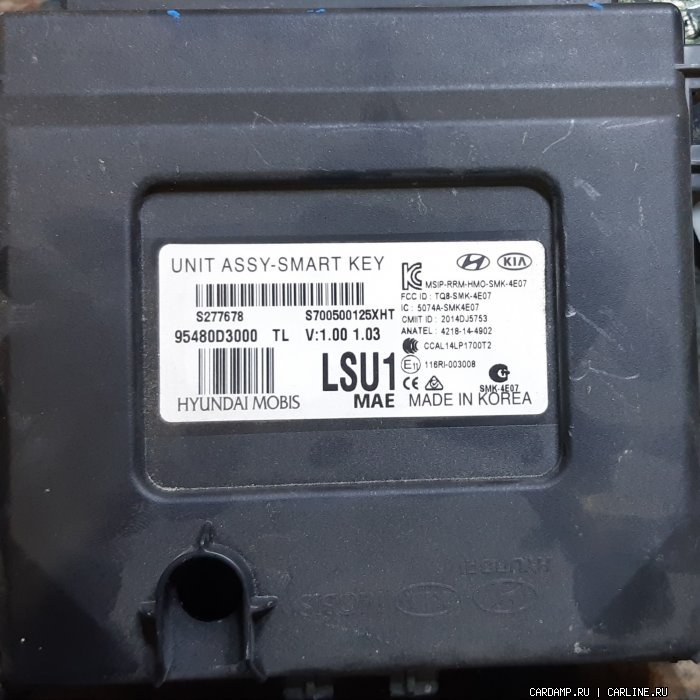 UNIT ASSY-SMART KEY
KIA
MSIP-RRM-HMO-SMK-4E07
FCC ID : TQ8-SMK-4E07
IC : 5074A-SMK4E07
CMIIT ID : 2014DJ5753
ANATEL : 4218-14-4902
CCAL14LP1700T2
S277678 S700500125XHT
95480D3000 TL V:1.00 1.03
E11 116RI-003008
LSU1
SMK-4E07
HYUNDAI MOBIS MAE MADE IN KOREA
CARDAMP.RU | CARLINE.RU